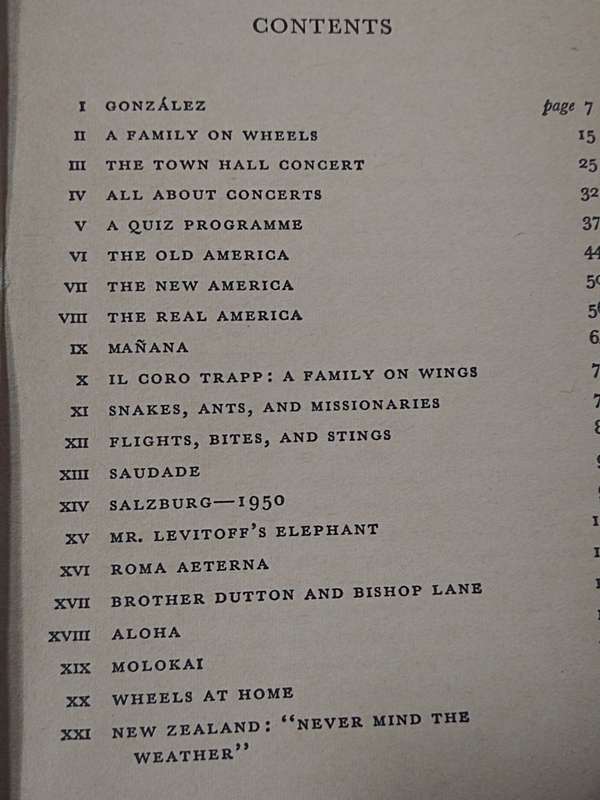 CONTENTS
I GONZÁLEZ page 7
II A FAMILY ON WHEELS 15
III THE TOWN HALL CONCERT 25
IV ALL ABOUT CONCERTS 32
V A QUIZ PROGRAMME 37
VI THE OLD AMERICA 44
VII THE NEW AMERICA
VIII THE REAL AMERICA
IX MAÑANA
X IL CORO TRAPP: A FAMILY ON WINGS
XI SNAKES, ANTS, AND MISSIONARIES
XII FLIGHTS, BITES, AND STINGS
XIII SAUDADE
XIV SALZBURG—1950
XV MR. LEVITOFF'S ELEPHANT
XVI ROMA AETERNA
XVII BROTHER DUTTON AND BISHOP LANE
XVIII ALOHA
XIX MOLOKAI
XX WHEELS AT HOME
XXI NEW ZEALAND: "NEVER MIND THE
WEATHER"